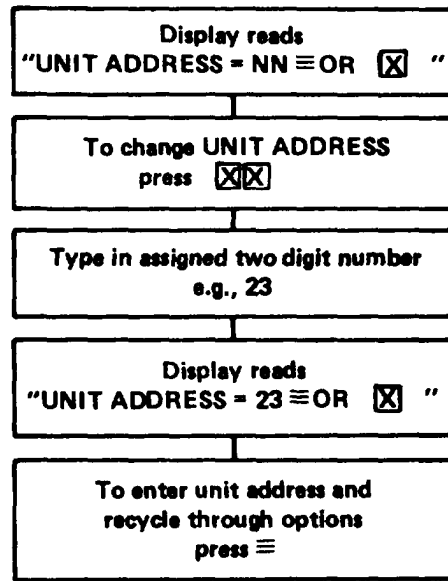 Display reads
"UNIT ADDRESS = NN ≡ OR ☒ "
To change UNIT ADDRESS
press ☒☒
Type in assigned two digit number
e.g., 23
Display reads
"UNIT ADDRESS = 23 ≡ OR ☒ "
To enter unit address and
recycle through options
press ≡